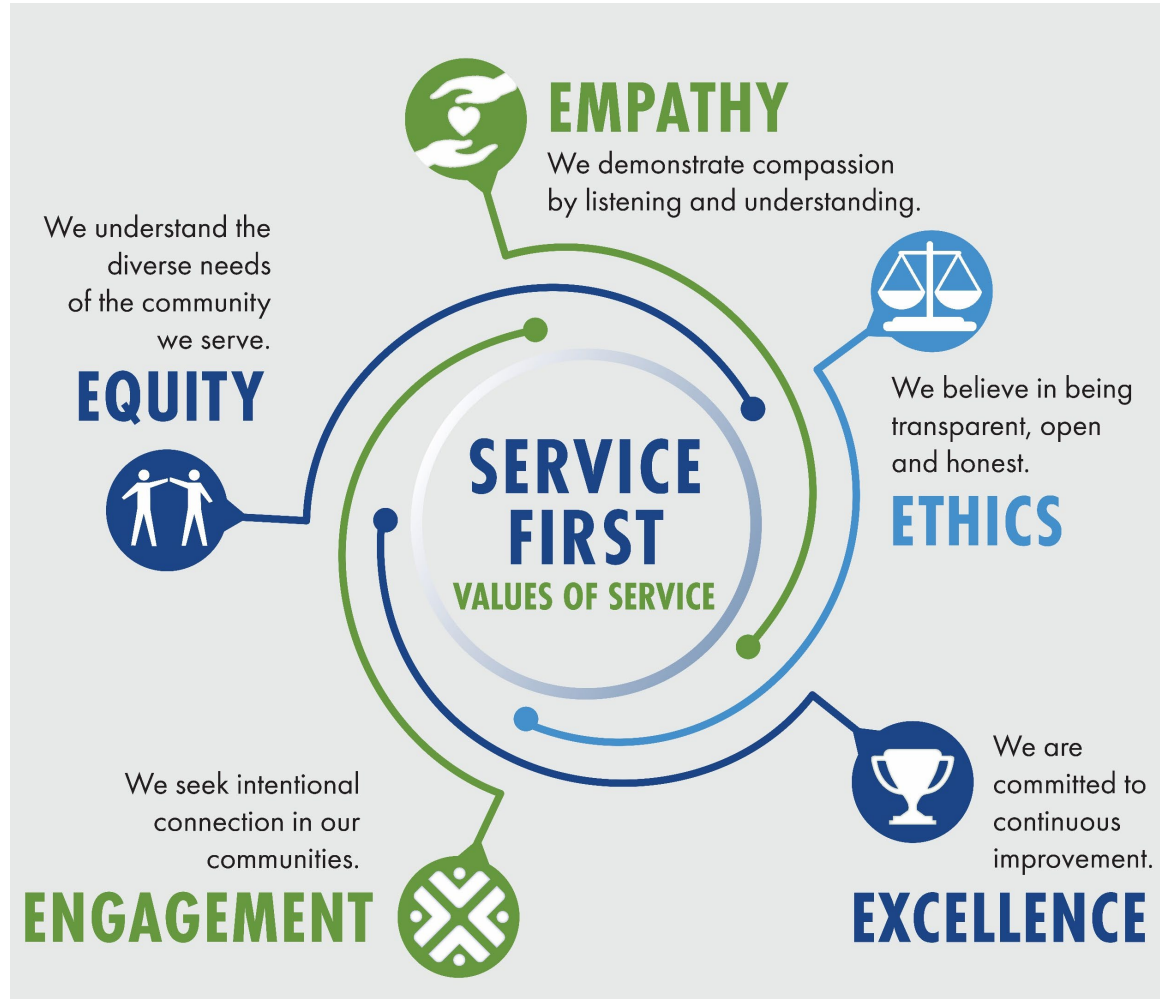 EMPATHY
We demonstrate compassion
by listening and understanding.
We understand the
diverse needs
of the community
we serve.
EQUITY
We believe in being
transparent, open
and honest.
ETHICS
SERVICE
FIRST
VALUES OF SERVICE
We seek intentional
connection in our
communities.
ENGAGEMENT
We are
committed to
continuous
improvement.
EXCELLENCE